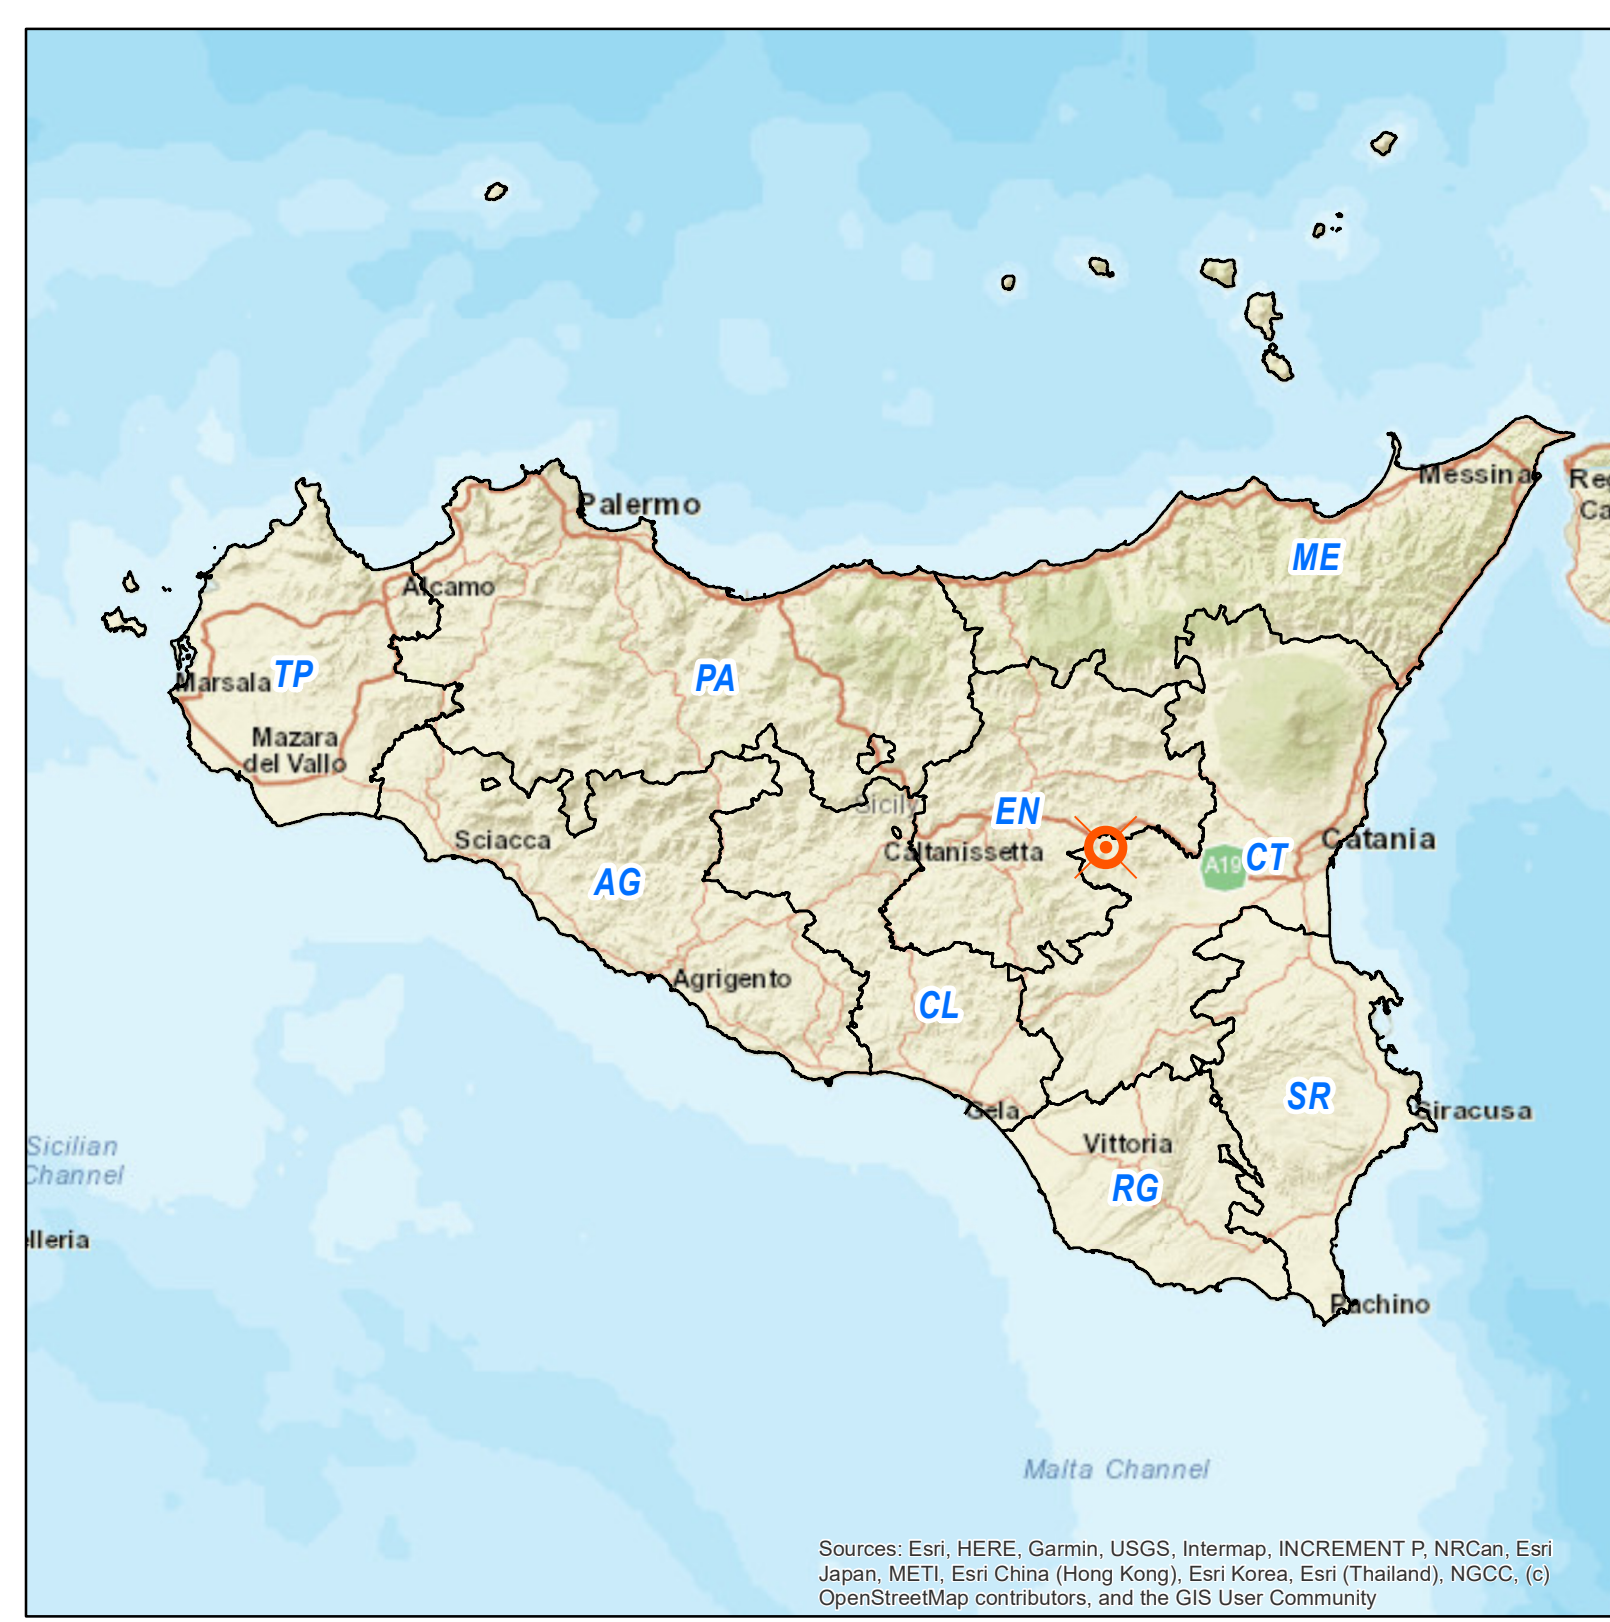 Messina
Reg
Ca
Palermo
ME
Alcamo
TP
PA
Marsala
Mazara
del Vallo
Sicily
EN
Sciacca
Caltanissetta
Catania
A19
CT
AG
Agrigento
CL
SR
Gela
Siracusa
Vittoria
Sicilian
Channel
RG
lleria
Pachino
Malta Channel
Sources: Esri, HERE, Garmin, USGS, Intermap, INCREMENT P, NRCan, Esri
Japan, METI, Esri China (Hong Kong), Esri Korea, Esri (Thailand), NGCC, (c)
OpenStreetMap contributors, and the GIS User Community